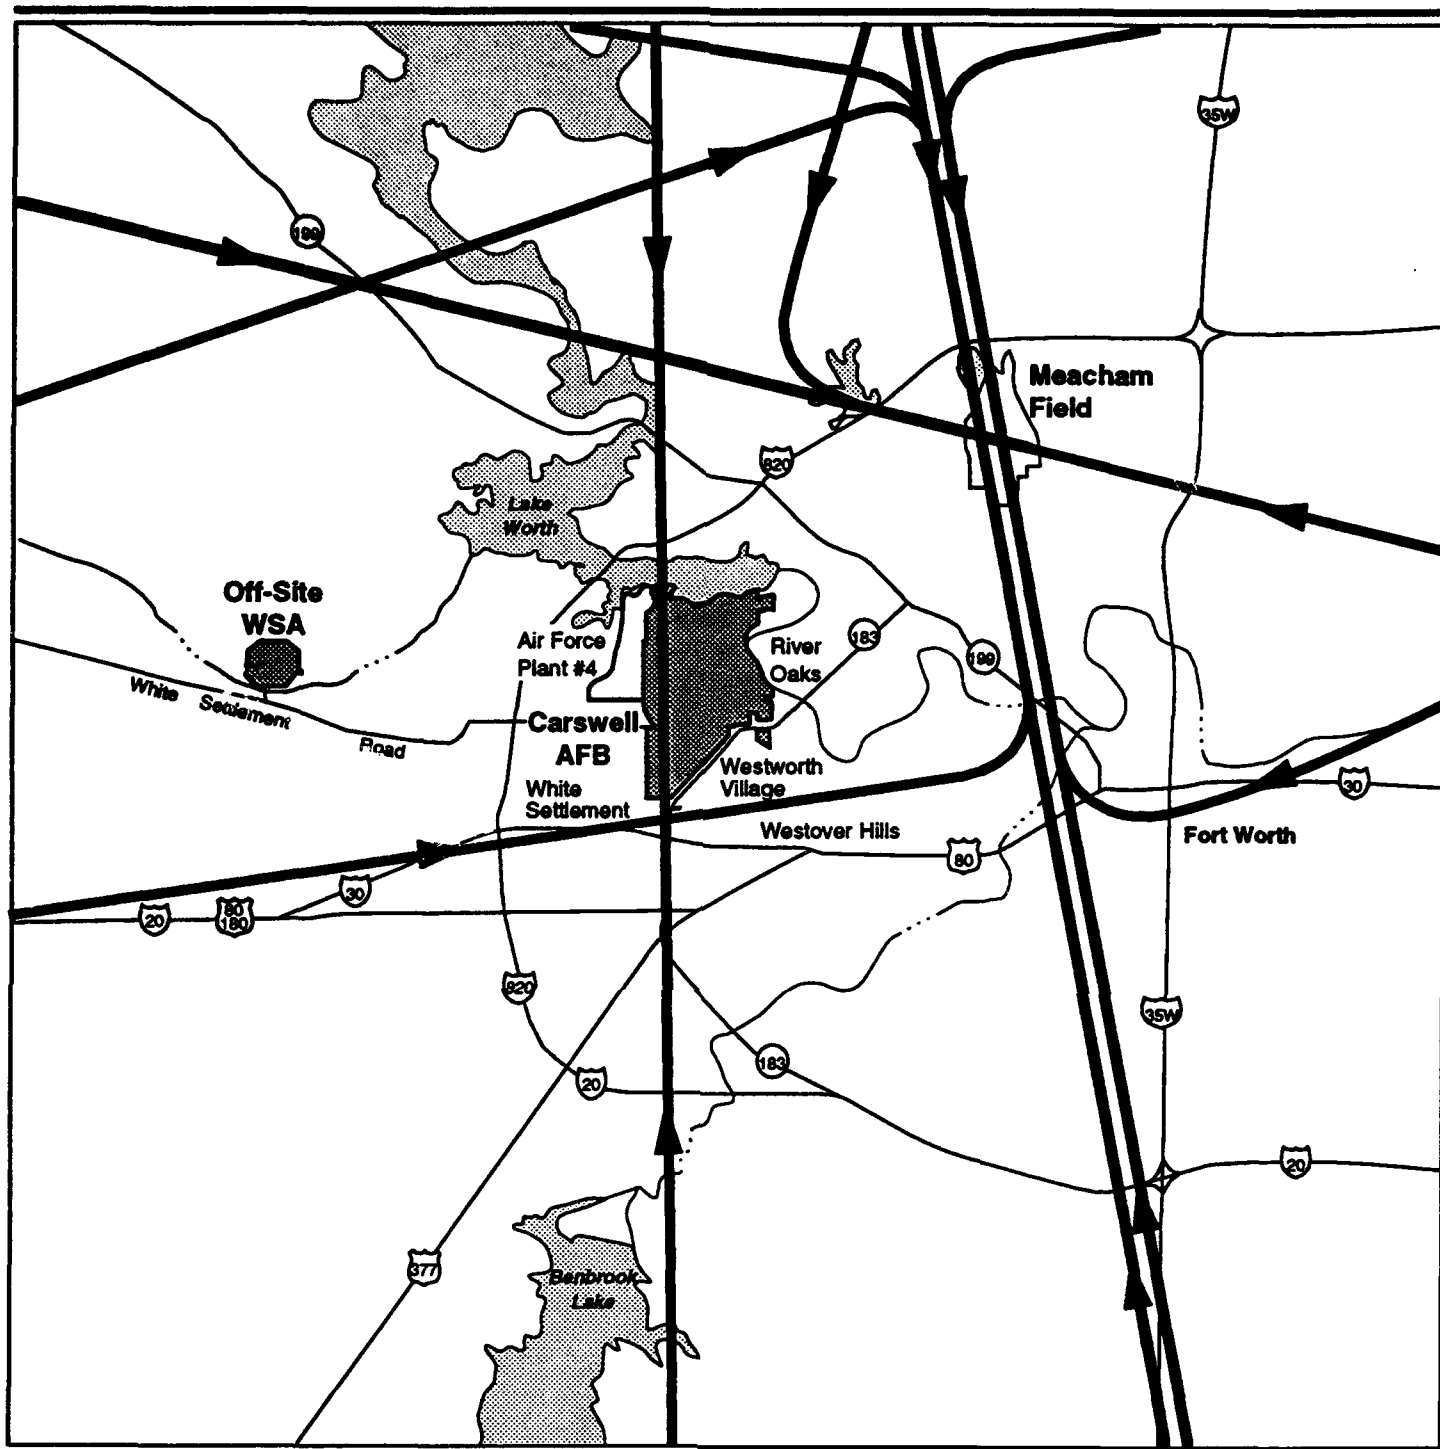 35W
199
Meacham
Field
820
Lake
Worth
Off-Site
WSA
Air Force
Plant #4
River
Oaks
183
199
White Settlement
Road
Carswell
AFB
White
Settlement
Westworth
Village
30
Westover Hills
80
Fort Worth
30
20
80
180
820
35W
183
20
20
377
Benbrook
Lake